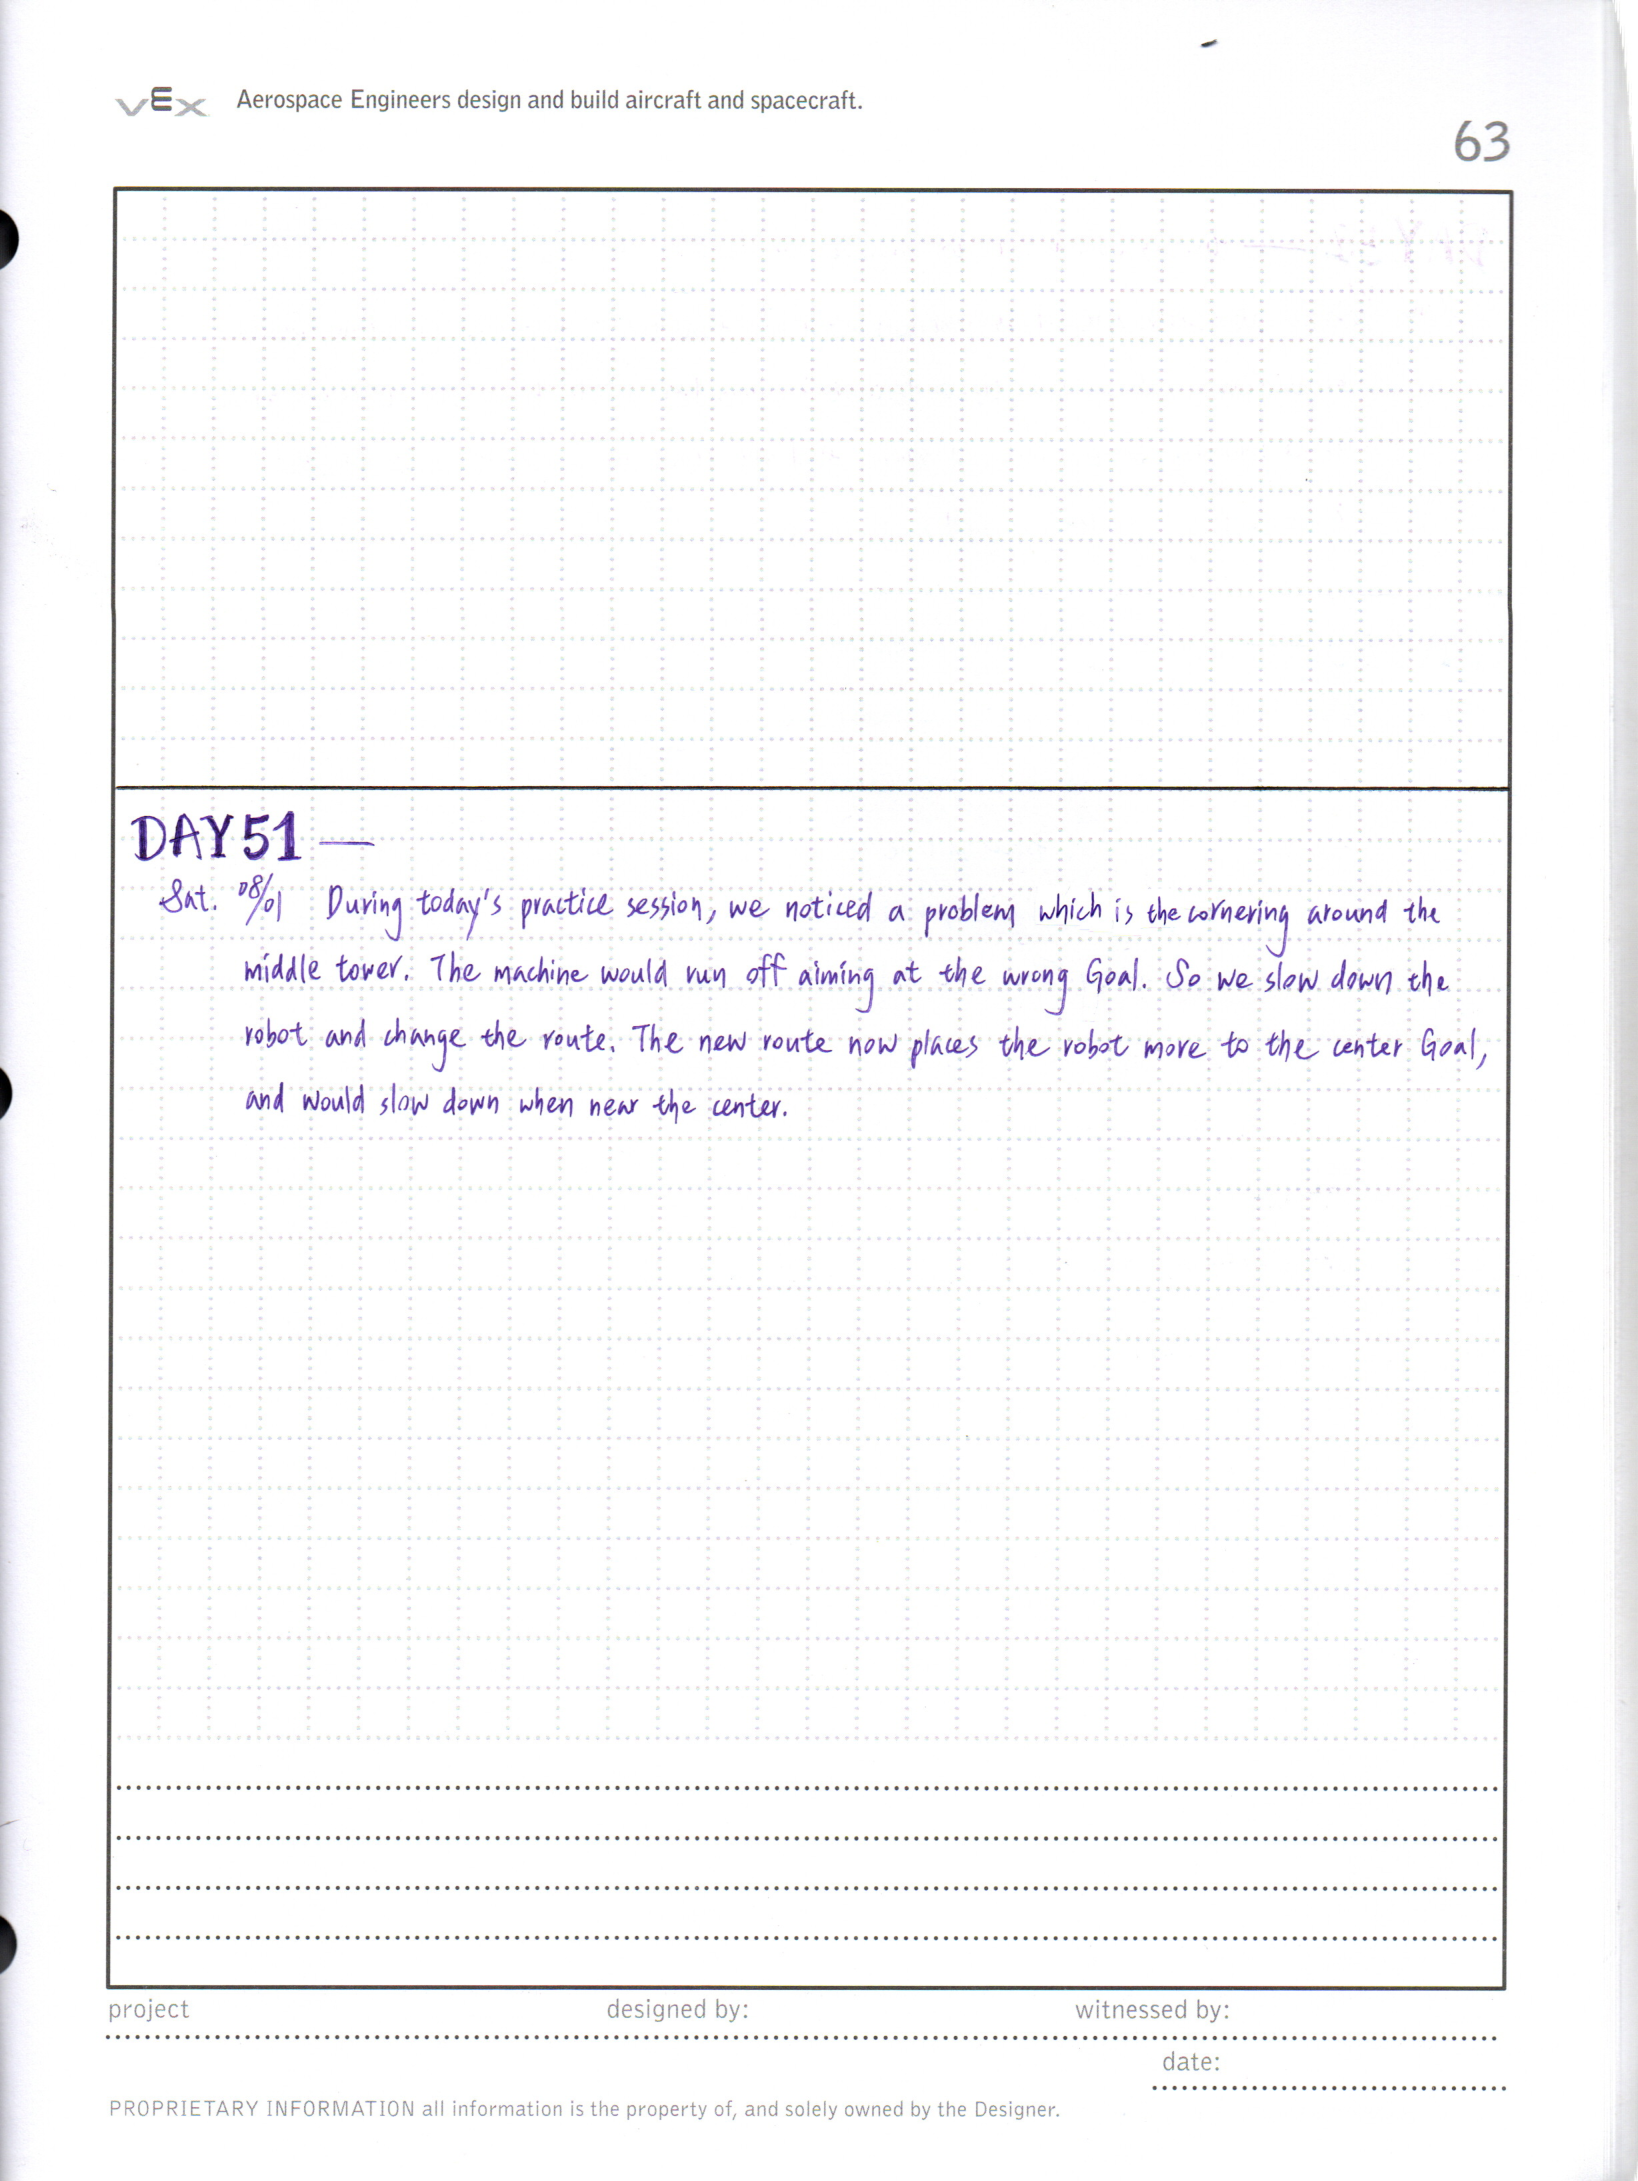 vEx Aerospace Engineers design and build aircraft and spacecraft.
63
DAY 51 —
Sat. 08/01 During today's practice session, we noticed a problem which is the cornering around the
middle tower. The machine would run off aiming at the wrong Goal. So we slow down the
robot and change the route. The new route now places the robot more to the center Goal,
and would slow down when near the center.
project designed by: witnessed by:
date:
PROPRIETARY INFORMATION all information is the property of, and solely owned by the Designer.